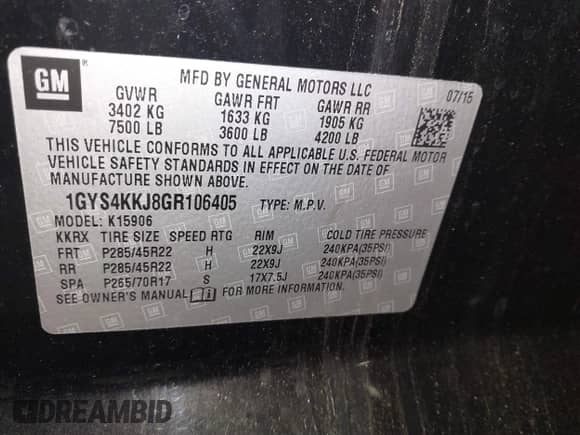 GM ®
MFD BY GENERAL MOTORS LLC
07/15
GVWR GAWR FRT GAWR RR
3402 KG 1633 KG 1905 KG
7500 LB 3600 LB 4200 LB
THIS VEHICLE CONFORMS TO ALL APPLICABLE U.S. FEDERAL MOTOR
VEHICLE SAFETY STANDARDS IN EFFECT ON THE DATE OF
MANUFACTURE SHOWN ABOVE.
1GYS4KKJ8GR106405 TYPE: M.P.V.
MODEL: K15906
KKRX TIRE SIZE SPEED RTG RIM COLD TIRE PRESSURE
FRT P285/45R22 H 22X9J 240KPA(35PSI)
RR P285/45R22 H 22X9J 240KPA(35PSI)
SPA P265/70R17 S 17X7.5J 240KPA(35PSI)
SEE OWNER'S MANUAL i FOR MORE INFORMATION.
DREAMBID